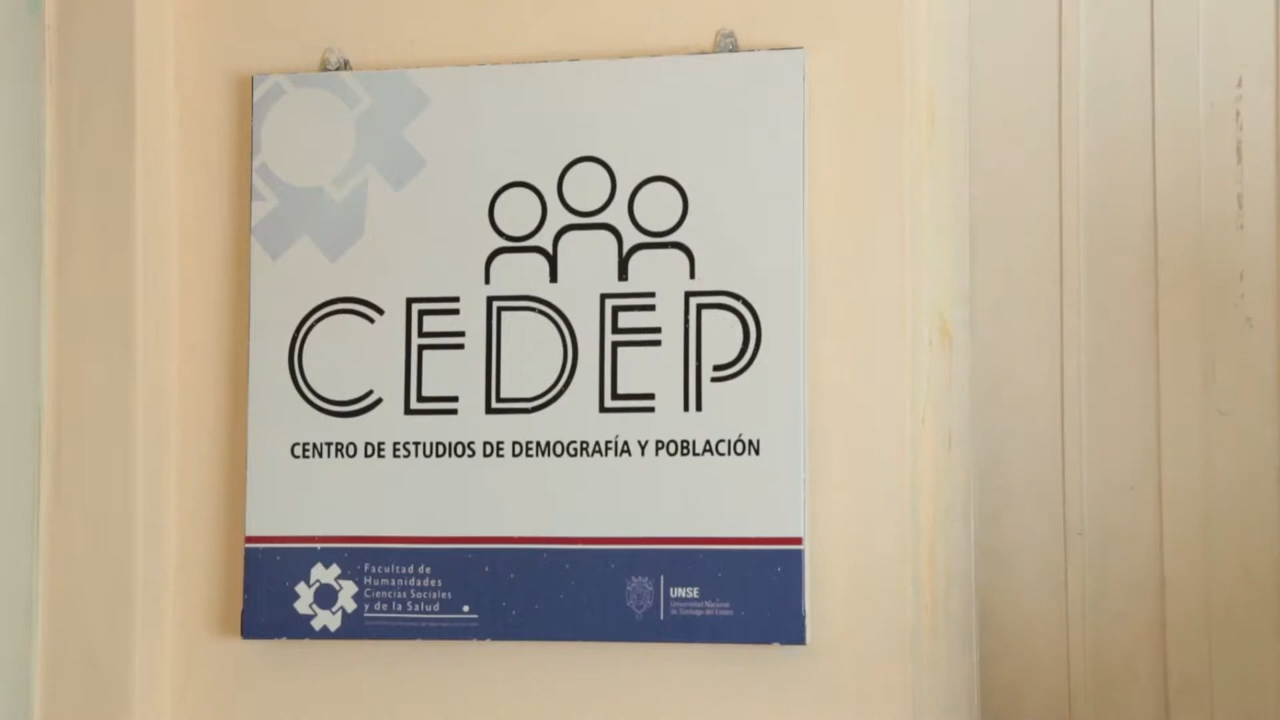 CEDEP
CENTRO DE ESTUDIOS DE DEMOGRAFÍA Y POBLACIÓN
Facultad de
Humanidades
Ciencias Sociales
y de la Salud
UNSE
Universidad Nacional
de Santiago del Estero